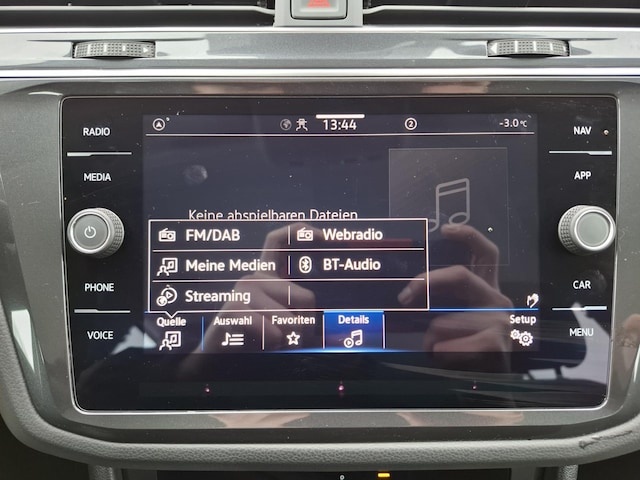 RADIO
MEDIA
PHONE
VOICE
13:44
2
-3.0°C
Keine abspielbaren Dateien
FM/DAB
Webradio
Meine Medien
BT-Audio
Streaming
Quelle
Auswahl
Favoriten
Details
Setup
NAV
APP
CAR
MENU